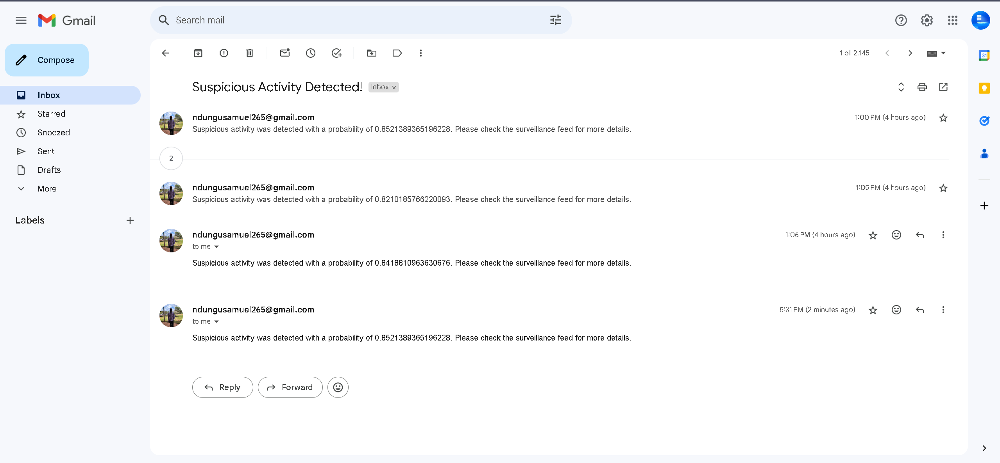 Gmail
Search mail
Compose
1 of 2,145
31
Inbox
Starred
Snoozed
Sent
Drafts
More
Labels
Suspicious Activity Detected! Inbox ×
ndungusamuel265@gmail.com 1:00 PM (4 hours ago)
Suspicious activity was detected with a probability of 0.8521389365196228. Please check the surveillance feed for more details.
2
ndungusamuel265@gmail.com 1:05 PM (4 hours ago)
Suspicious activity was detected with a probability of 0.8210185766220093. Please check the surveillance feed for more details.
ndungusamuel265@gmail.com 1:06 PM (4 hours ago)
to me
Suspicious activity was detected with a probability of 0.8418810963630676. Please check the surveillance feed for more details.
ndungusamuel265@gmail.com 5:31 PM (2 minutes ago)
to me
Suspicious activity was detected with a probability of 0.8521389365196228. Please check the surveillance feed for more details.
Reply Forward